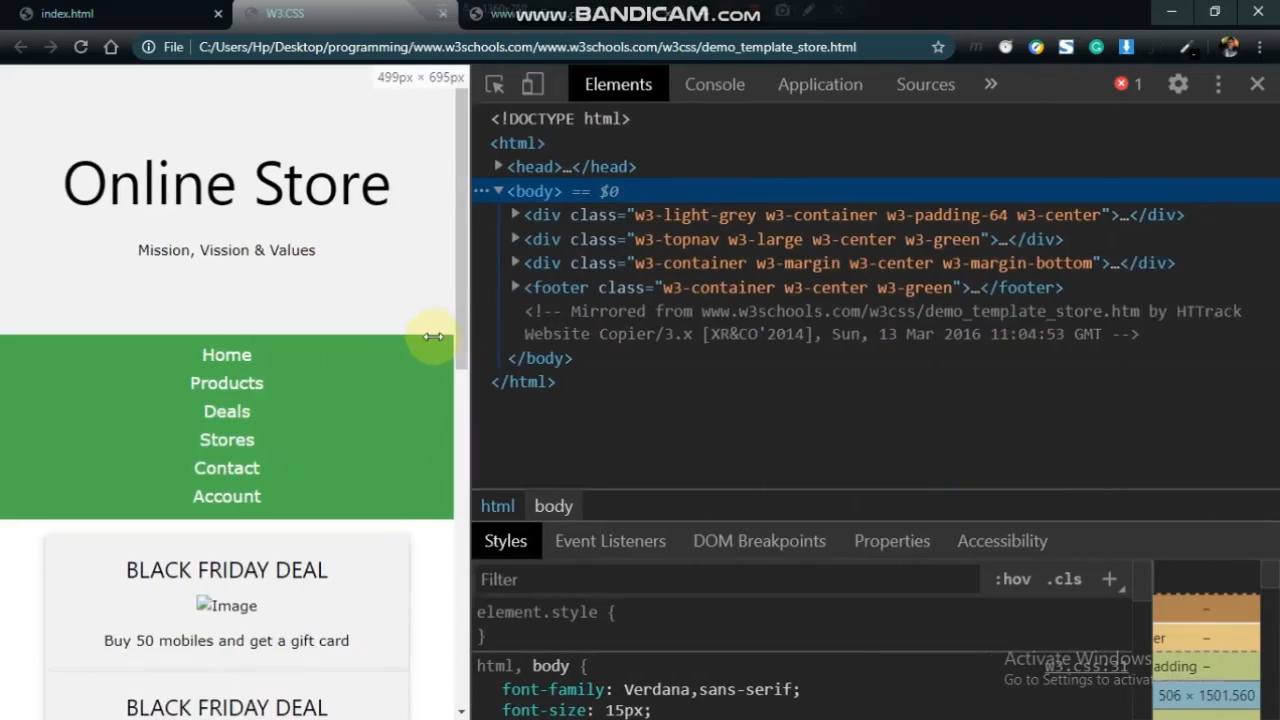 index.html
W3.CSS
www.BANDICAM.com
File
C:/Users/Hp/Desktop/programming/www.w3schools.com/www.w3schools.com/w3css/demo_template_store.html
499px × 695px
Online Store
Mission, Vission & Values
Home
Products
Deals
Stores
Contact
Account
BLACK FRIDAY DEAL
Image
Buy 50 mobiles and get a gift card
BLACK FRIDAY DEAL
Elements Console Application Sources » 1
<!DOCTYPE html>
<html>
<head>…</head>
<body> == $0
<div class="w3-light-grey w3-container w3-padding-64 w3-center">…</div>
<div class="w3-topnav w3-large w3-center w3-green">…</div>
<div class="w3-container w3-margin w3-center w3-margin-bottom">…</div>
<footer class="w3-container w3-center w3-green">…</footer>
<!-- Mirrored from www.w3schools.com/w3css/demo_template_store.htm by HTTrack
Website Copier/3.x [XR&CO'2014], Sun, 13 Mar 2016 11:04:53 GMT -->
</body>
</html>
html body
Styles Event Listeners DOM Breakpoints Properties Accessibility
Filter :hov .cls +
element.style {
}
html, body { w3.css:31
font-family: Verdana,sans-serif;
font-size: 15px;
er –
adding –
506 × 1501.560
Activate Windows
Go to Settings to activat